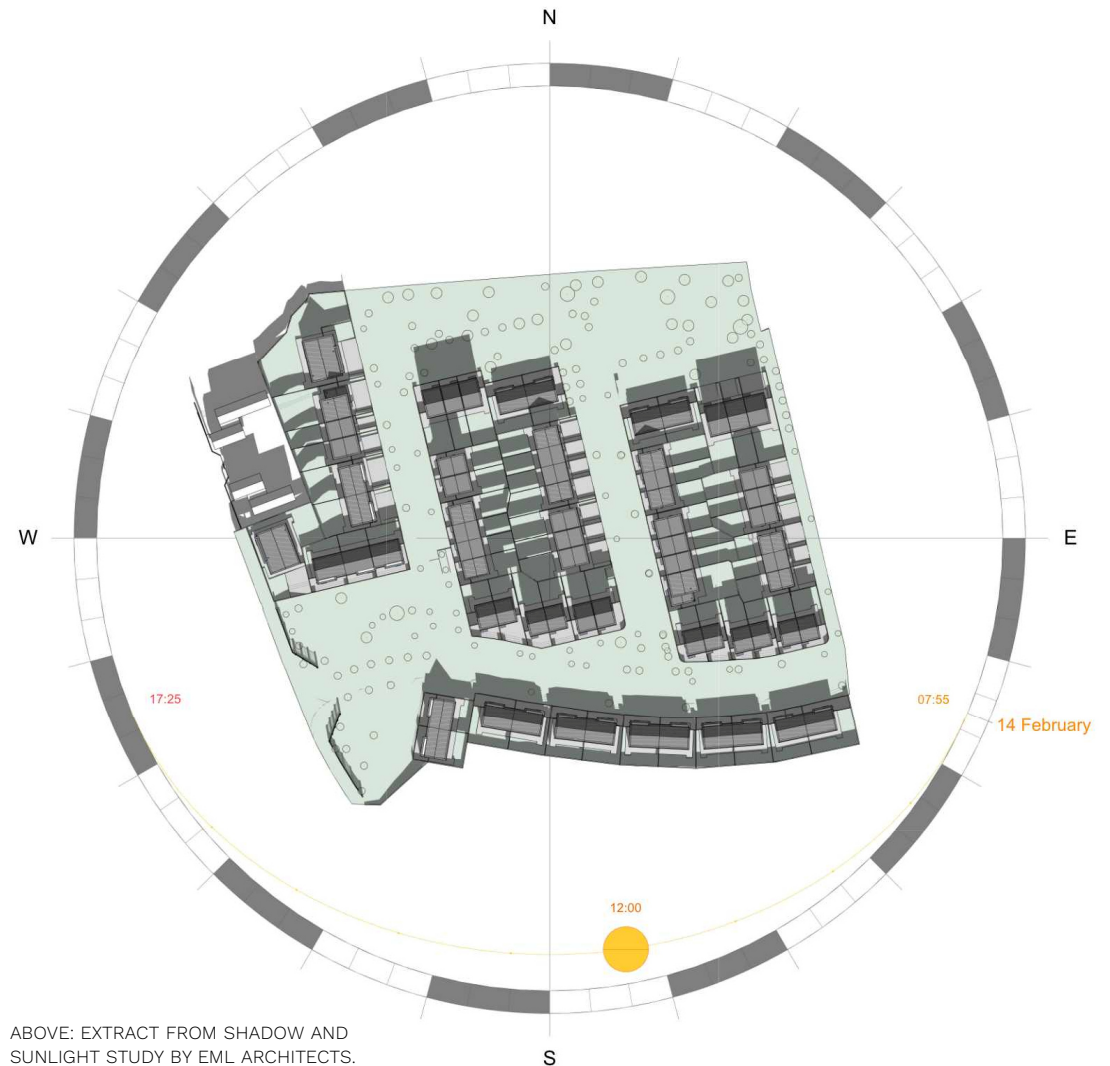 N
W
E
17:25
07:55
14 February
12:00
ABOVE: EXTRACT FROM SHADOW AND
SUNLIGHT STUDY BY EML ARCHITECTS.
S